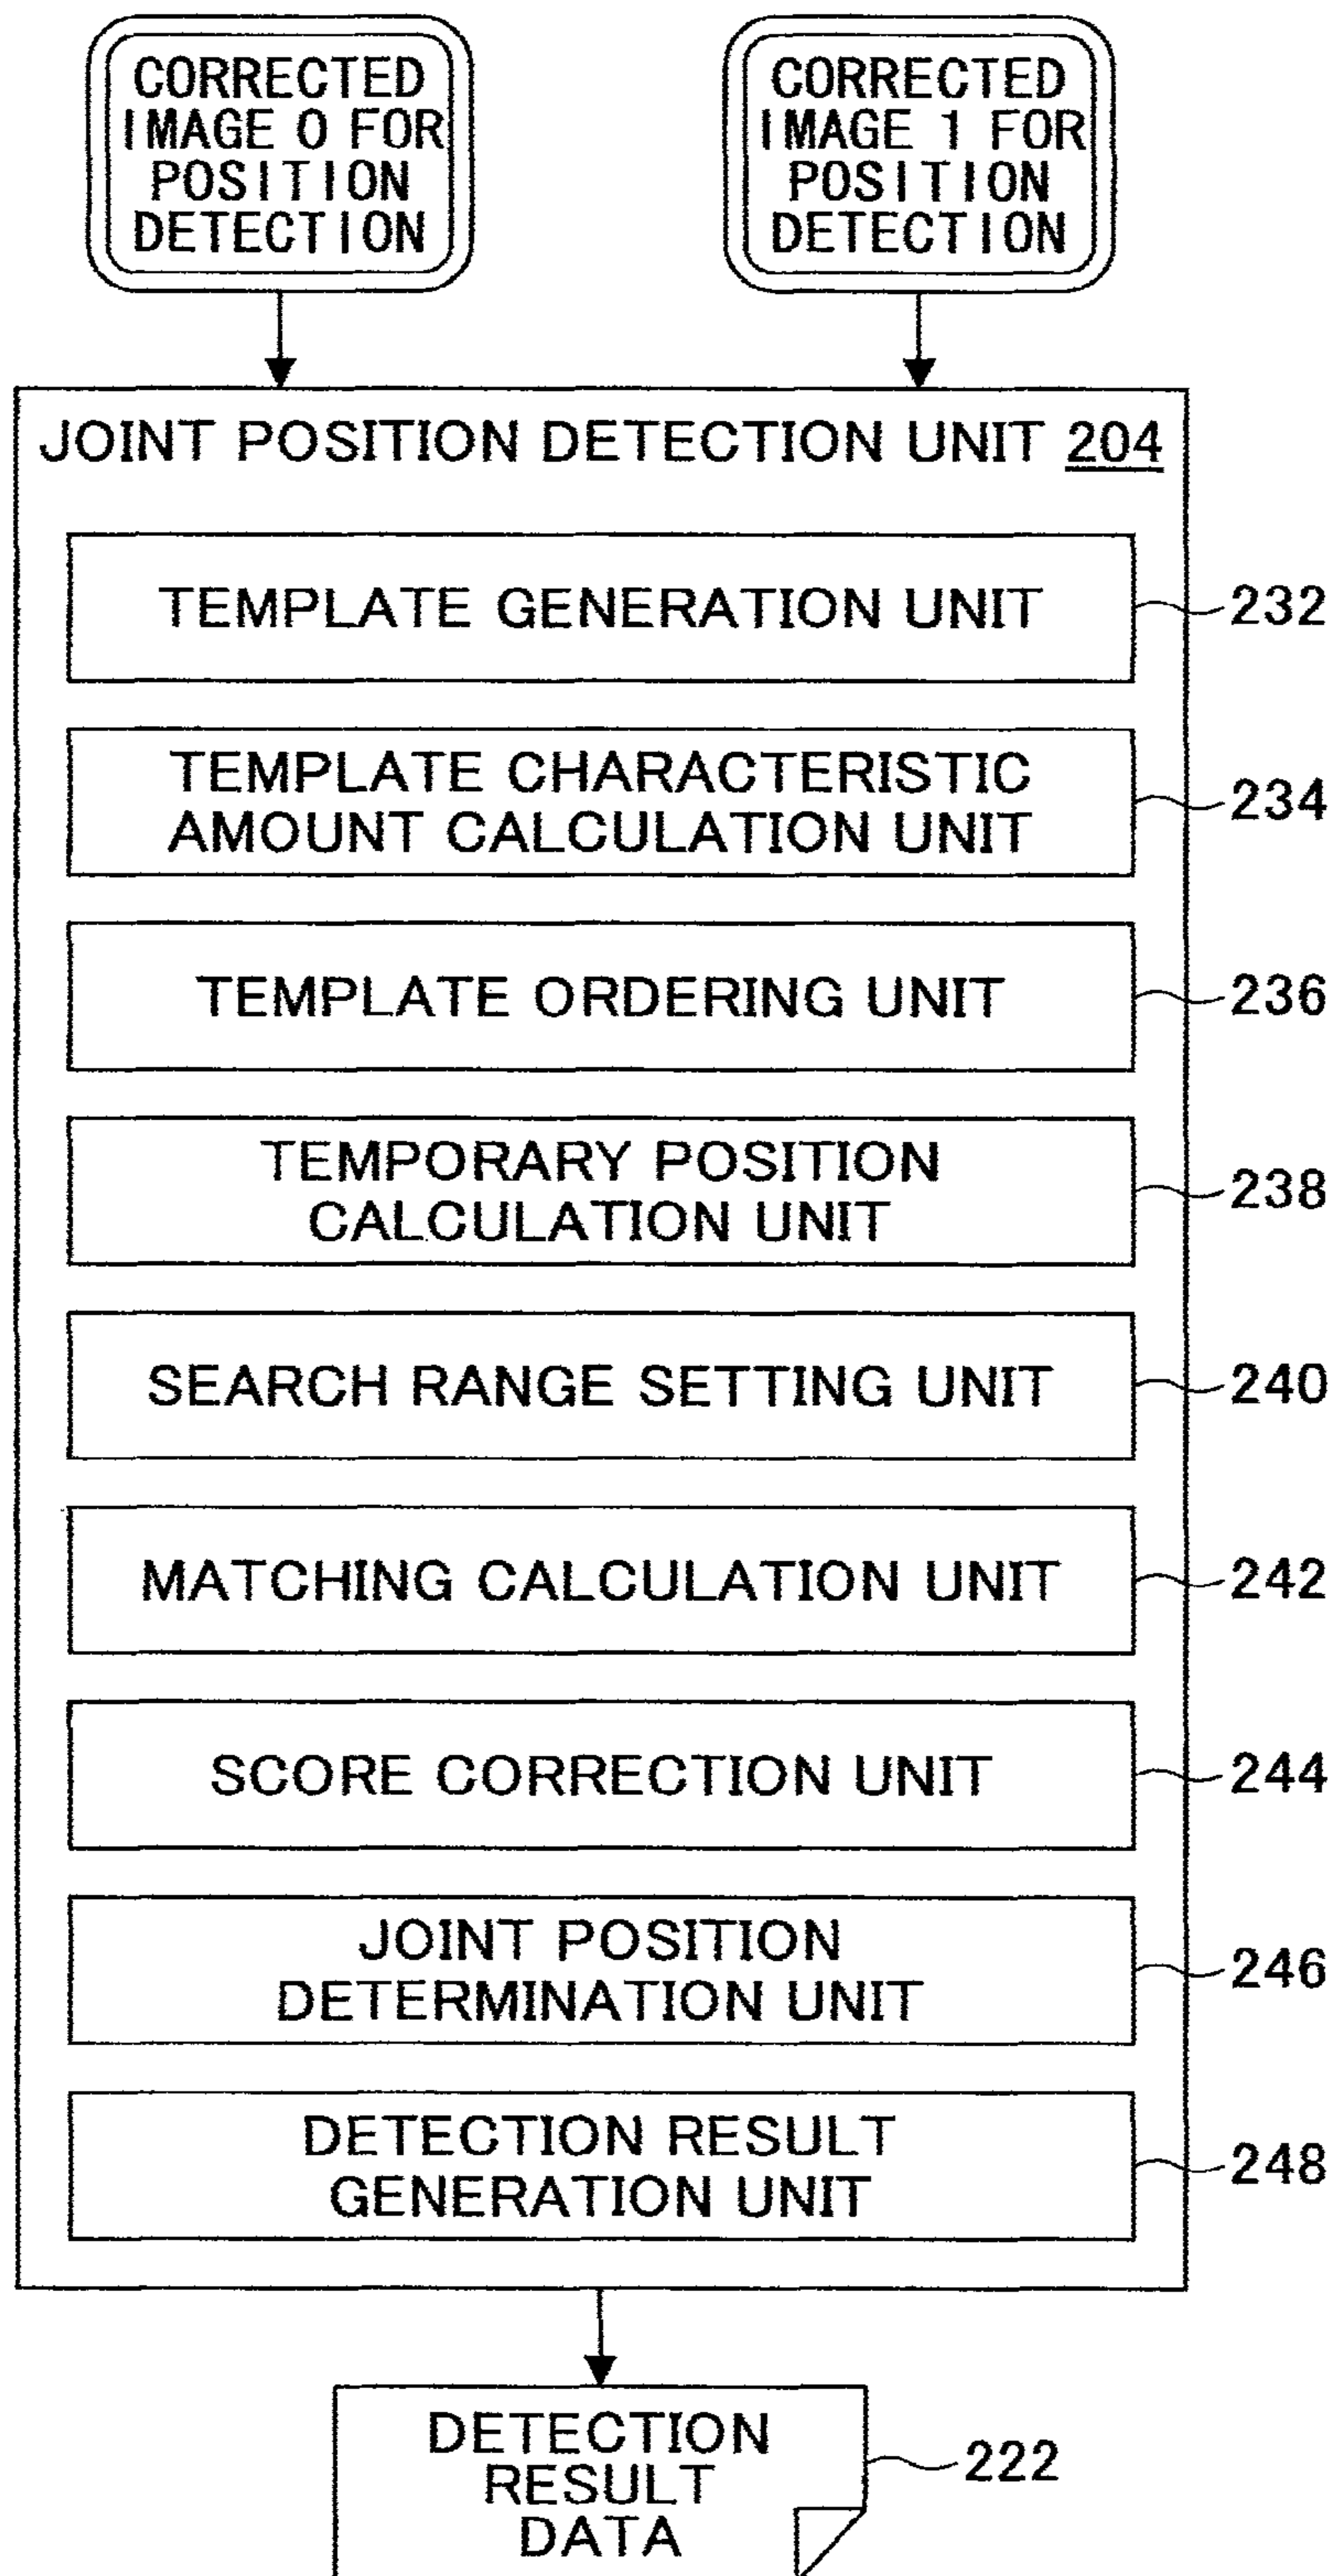 CORRECTED
IMAGE 0 FOR
POSITION
DETECTION
CORRECTED
IMAGE 1 FOR
POSITION
DETECTION
JOINT POSITION DETECTION UNIT 204
TEMPLATE GENERATION UNIT
232
TEMPLATE CHARACTERISTIC
AMOUNT CALCULATION UNIT
234
TEMPLATE ORDERING UNIT
236
TEMPORARY POSITION
CALCULATION UNIT
238
SEARCH RANGE SETTING UNIT
240
MATCHING CALCULATION UNIT
242
SCORE CORRECTION UNIT
244
JOINT POSITION
DETERMINATION UNIT
246
DETECTION RESULT
GENERATION UNIT
248
DETECTION
RESULT
DATA
222